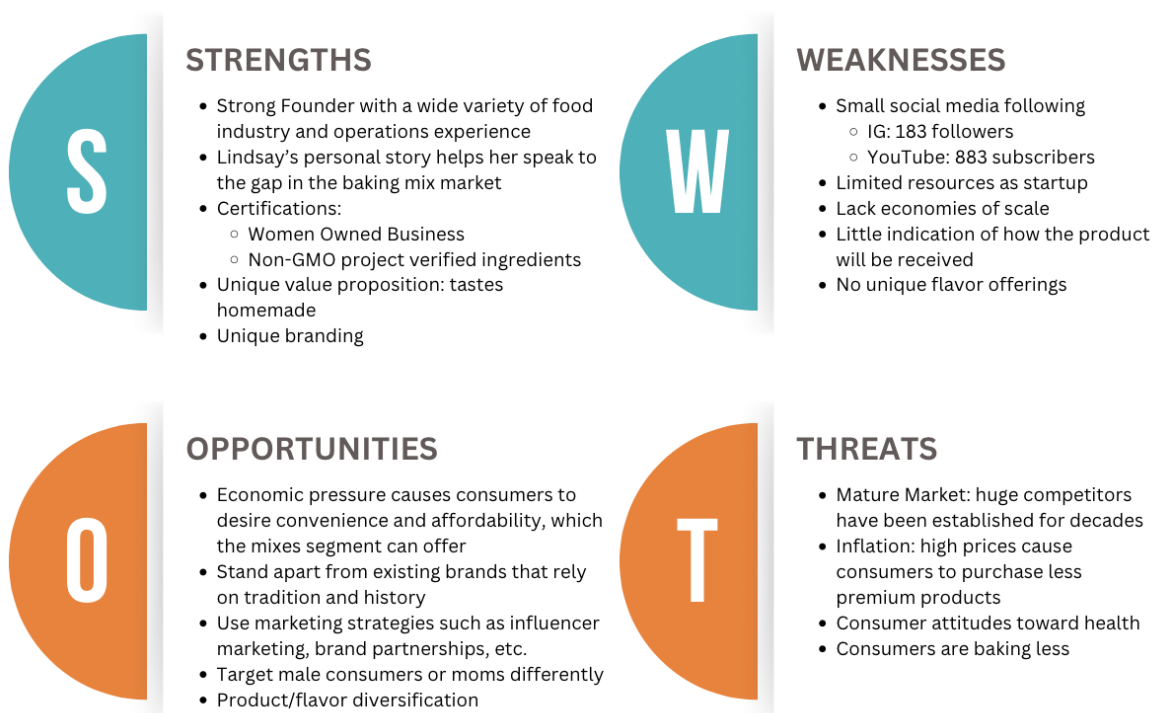 S
STRENGTHS
• Strong Founder with a wide variety of food
industry and operations experience
• Lindsay’s personal story helps her speak to
the gap in the baking mix market
• Certifications:
○ Women Owned Business
○ Non-GMO project verified ingredients
• Unique value proposition: tastes
homemade
• Unique branding
W
WEAKNESSES
• Small social media following
○ IG: 183 followers
○ YouTube: 883 subscribers
• Limited resources as startup
• Lack economies of scale
• Little indication of how the product
will be received
• No unique flavor offerings
O
OPPORTUNITIES
• Economic pressure causes consumers to
desire convenience and affordability, which
the mixes segment can offer
• Stand apart from existing brands that rely
on tradition and history
• Use marketing strategies such as influencer
marketing, brand partnerships, etc.
• Target male consumers or moms differently
• Product/flavor diversification
T
THREATS
• Mature Market: huge competitors
have been established for decades
• Inflation: high prices cause
consumers to purchase less
premium products
• Consumer attitudes toward health
• Consumers are baking less